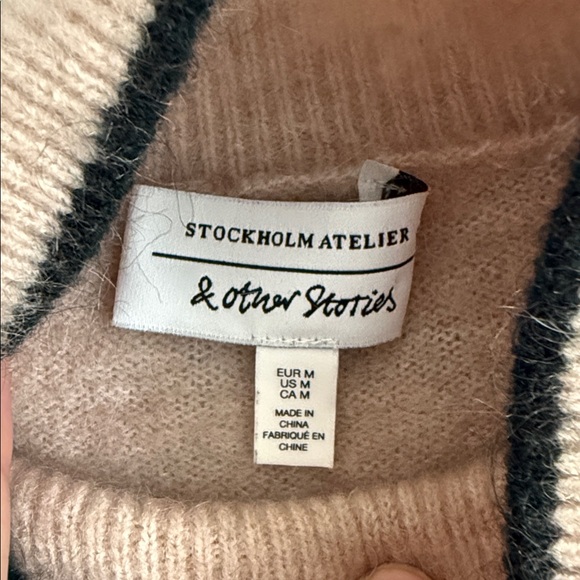 STOCKHOLM ATELIER
& other Stories
EUR M
US M
CA M
MADE IN
CHINA
FABRIQUÉ EN
CHINE